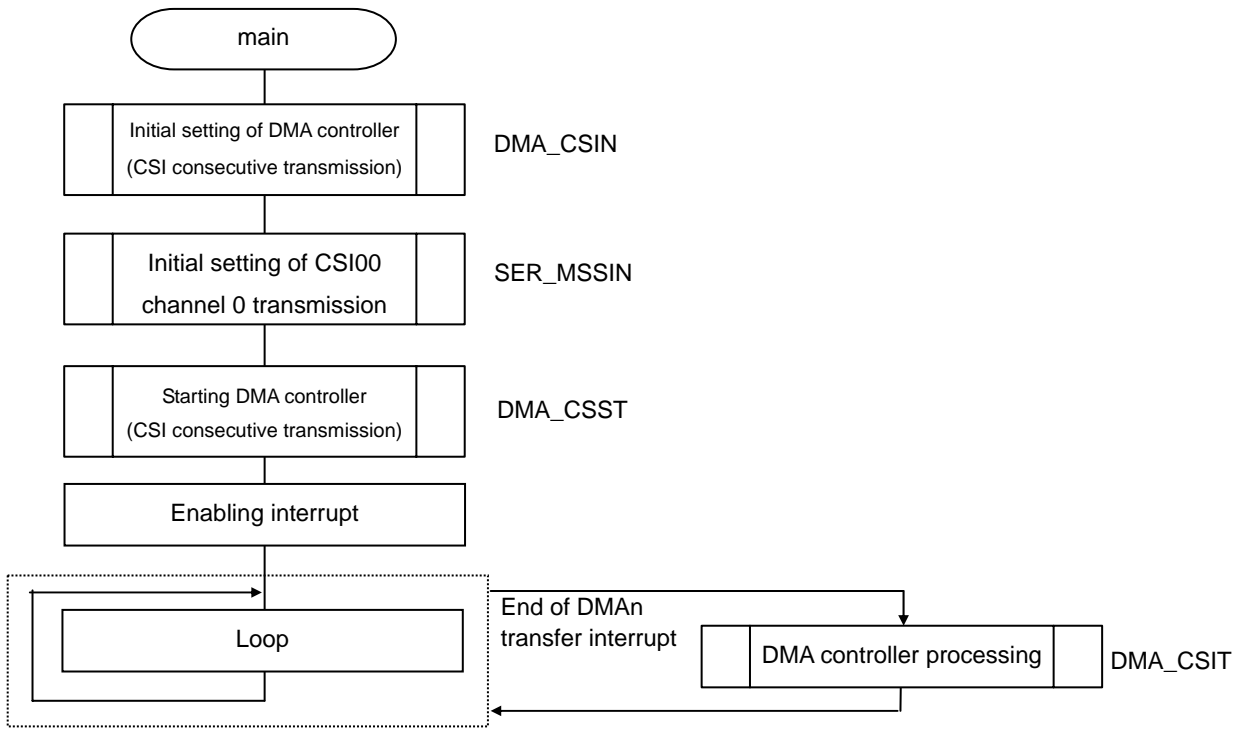 main
Initial setting of DMA controller
(CSI consecutive transmission)
DMA_CSIN
Initial setting of CSI00
channel 0 transmission
SER_MSSIN
Starting DMA controller
(CSI consecutive transmission)
DMA_CSST
Enabling interrupt
Loop
End of DMAn
transfer interrupt
DMA controller processing
DMA_CSIT